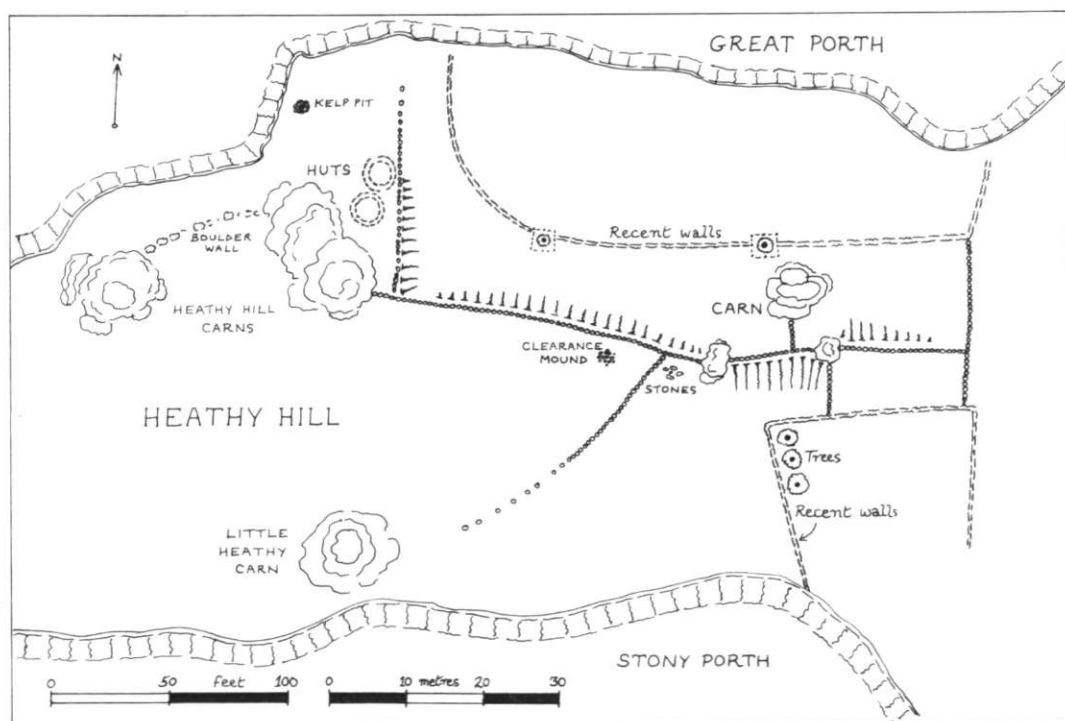 GREAT PORTH
N
KELP PIT
HUTS
BOULDER
WALL
Recent walls
HEATHY HILL
CARNS
CARN
CLEARANCE
MOUND
STONES
HEATHY HILL
Trees
Recent walls
LITTLE
HEATHY
CARN
STONY PORTH
0 50 feet 100 0 10 metres 20 30